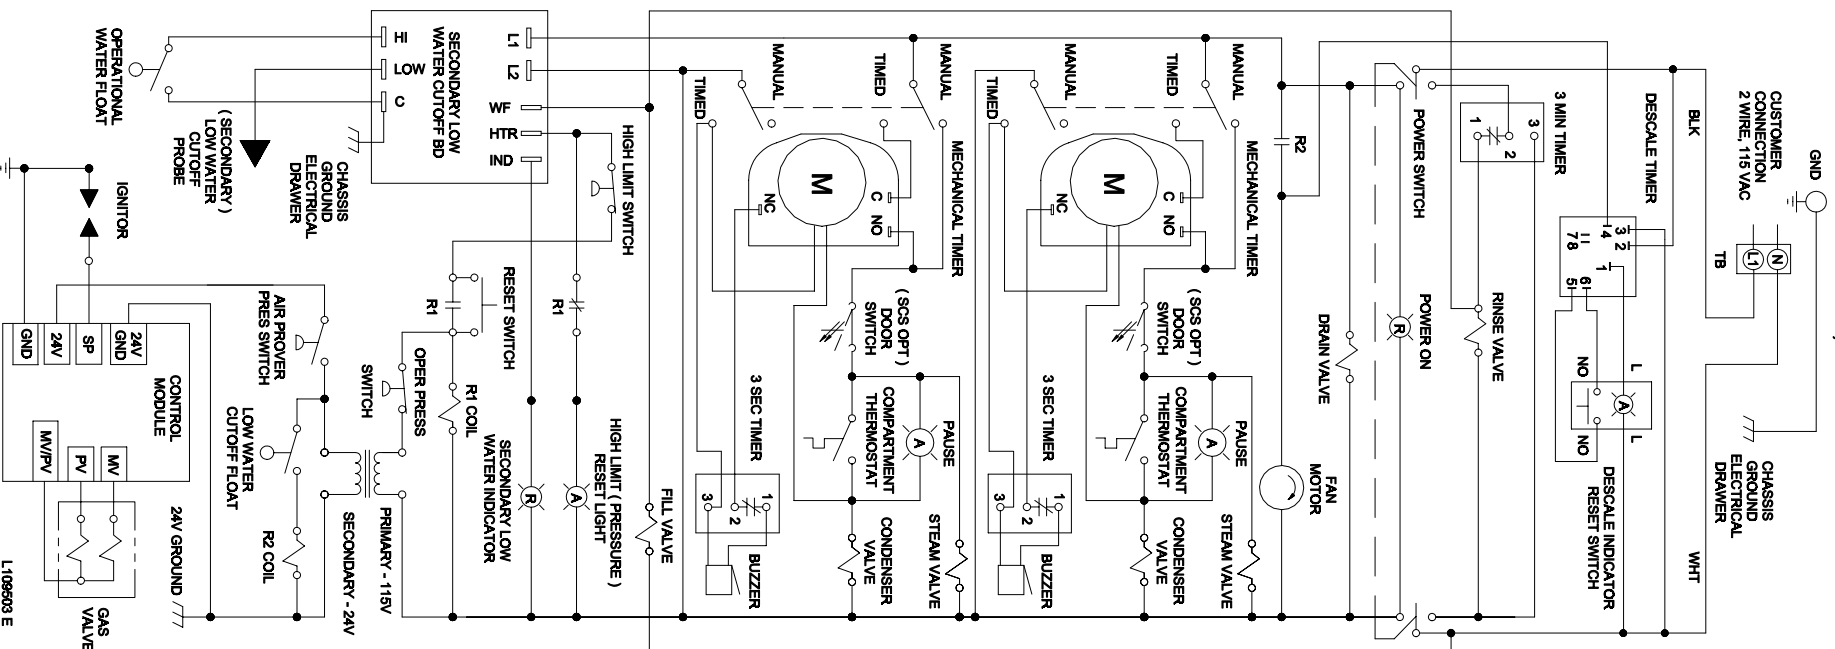 GND
CUSTOMER
CONNECTION
2 WIRE, 115 VAC
N
L1
TB
BLK
WHT
CHASSIS
GROUND
ELECTRICAL
DRAWER
DESCALE TIMER
3
2
4
1
7 8
6
5
L
L
A
NO
NO
DESCALE INDICATOR
RESET SWITCH
3 MIN TIMER
3
1
2
RINSE VALVE
POWER SWITCH
POWER ON
R
DRAIN VALVE
R2
FAN
MOTOR
MANUAL
TIMED
MECHANICAL TIMER
MANUAL
TIMED
M
C
NO
NC
( SCS OPT )
DOOR
SWITCH
COMPARTMENT
THERMOSTAT
PAUSE
A
STEAM VALVE
CONDENSER
VALVE
3 SEC TIMER
1
2
3
BUZZER
MANUAL
TIMED
MECHANICAL TIMER
MANUAL
TIMED
M
C
NO
NC
( SCS OPT )
DOOR
SWITCH
COMPARTMENT
THERMOSTAT
PAUSE
A
STEAM VALVE
CONDENSER
VALVE
3 SEC TIMER
1
2
3
BUZZER
FILL VALVE
L1
L2
WF
HTR
IND
HI
LOW
C
SECONDARY LOW
WATER CUTOFF BD
HIGH LIMIT SWITCH
R1
HIGH LIMIT ( PRESSURE )
RESET LIGHT
A
SECONDARY LOW
WATER INDICATOR
R
RESET SWITCH
R1
R1 COIL
OPER PRESS
SWITCH
PRIMARY - 115V
SECONDARY - 24V
OPERATIONAL
WATER FLOAT
( SECONDARY )
LOW WATER
CUTOFF
PROBE
CHASSIS
GROUND
ELECTRICAL
DRAWER
IGNITOR
AIR PROVER
PRES SWITCH
LOW WATER
CUTOFF FLOAT
R2 COIL
24V GROUND
24V
GND
SP
24V
GND
CONTROL
MODULE
MV
PV
MV/PV
GAS
VALVE
L109503 E